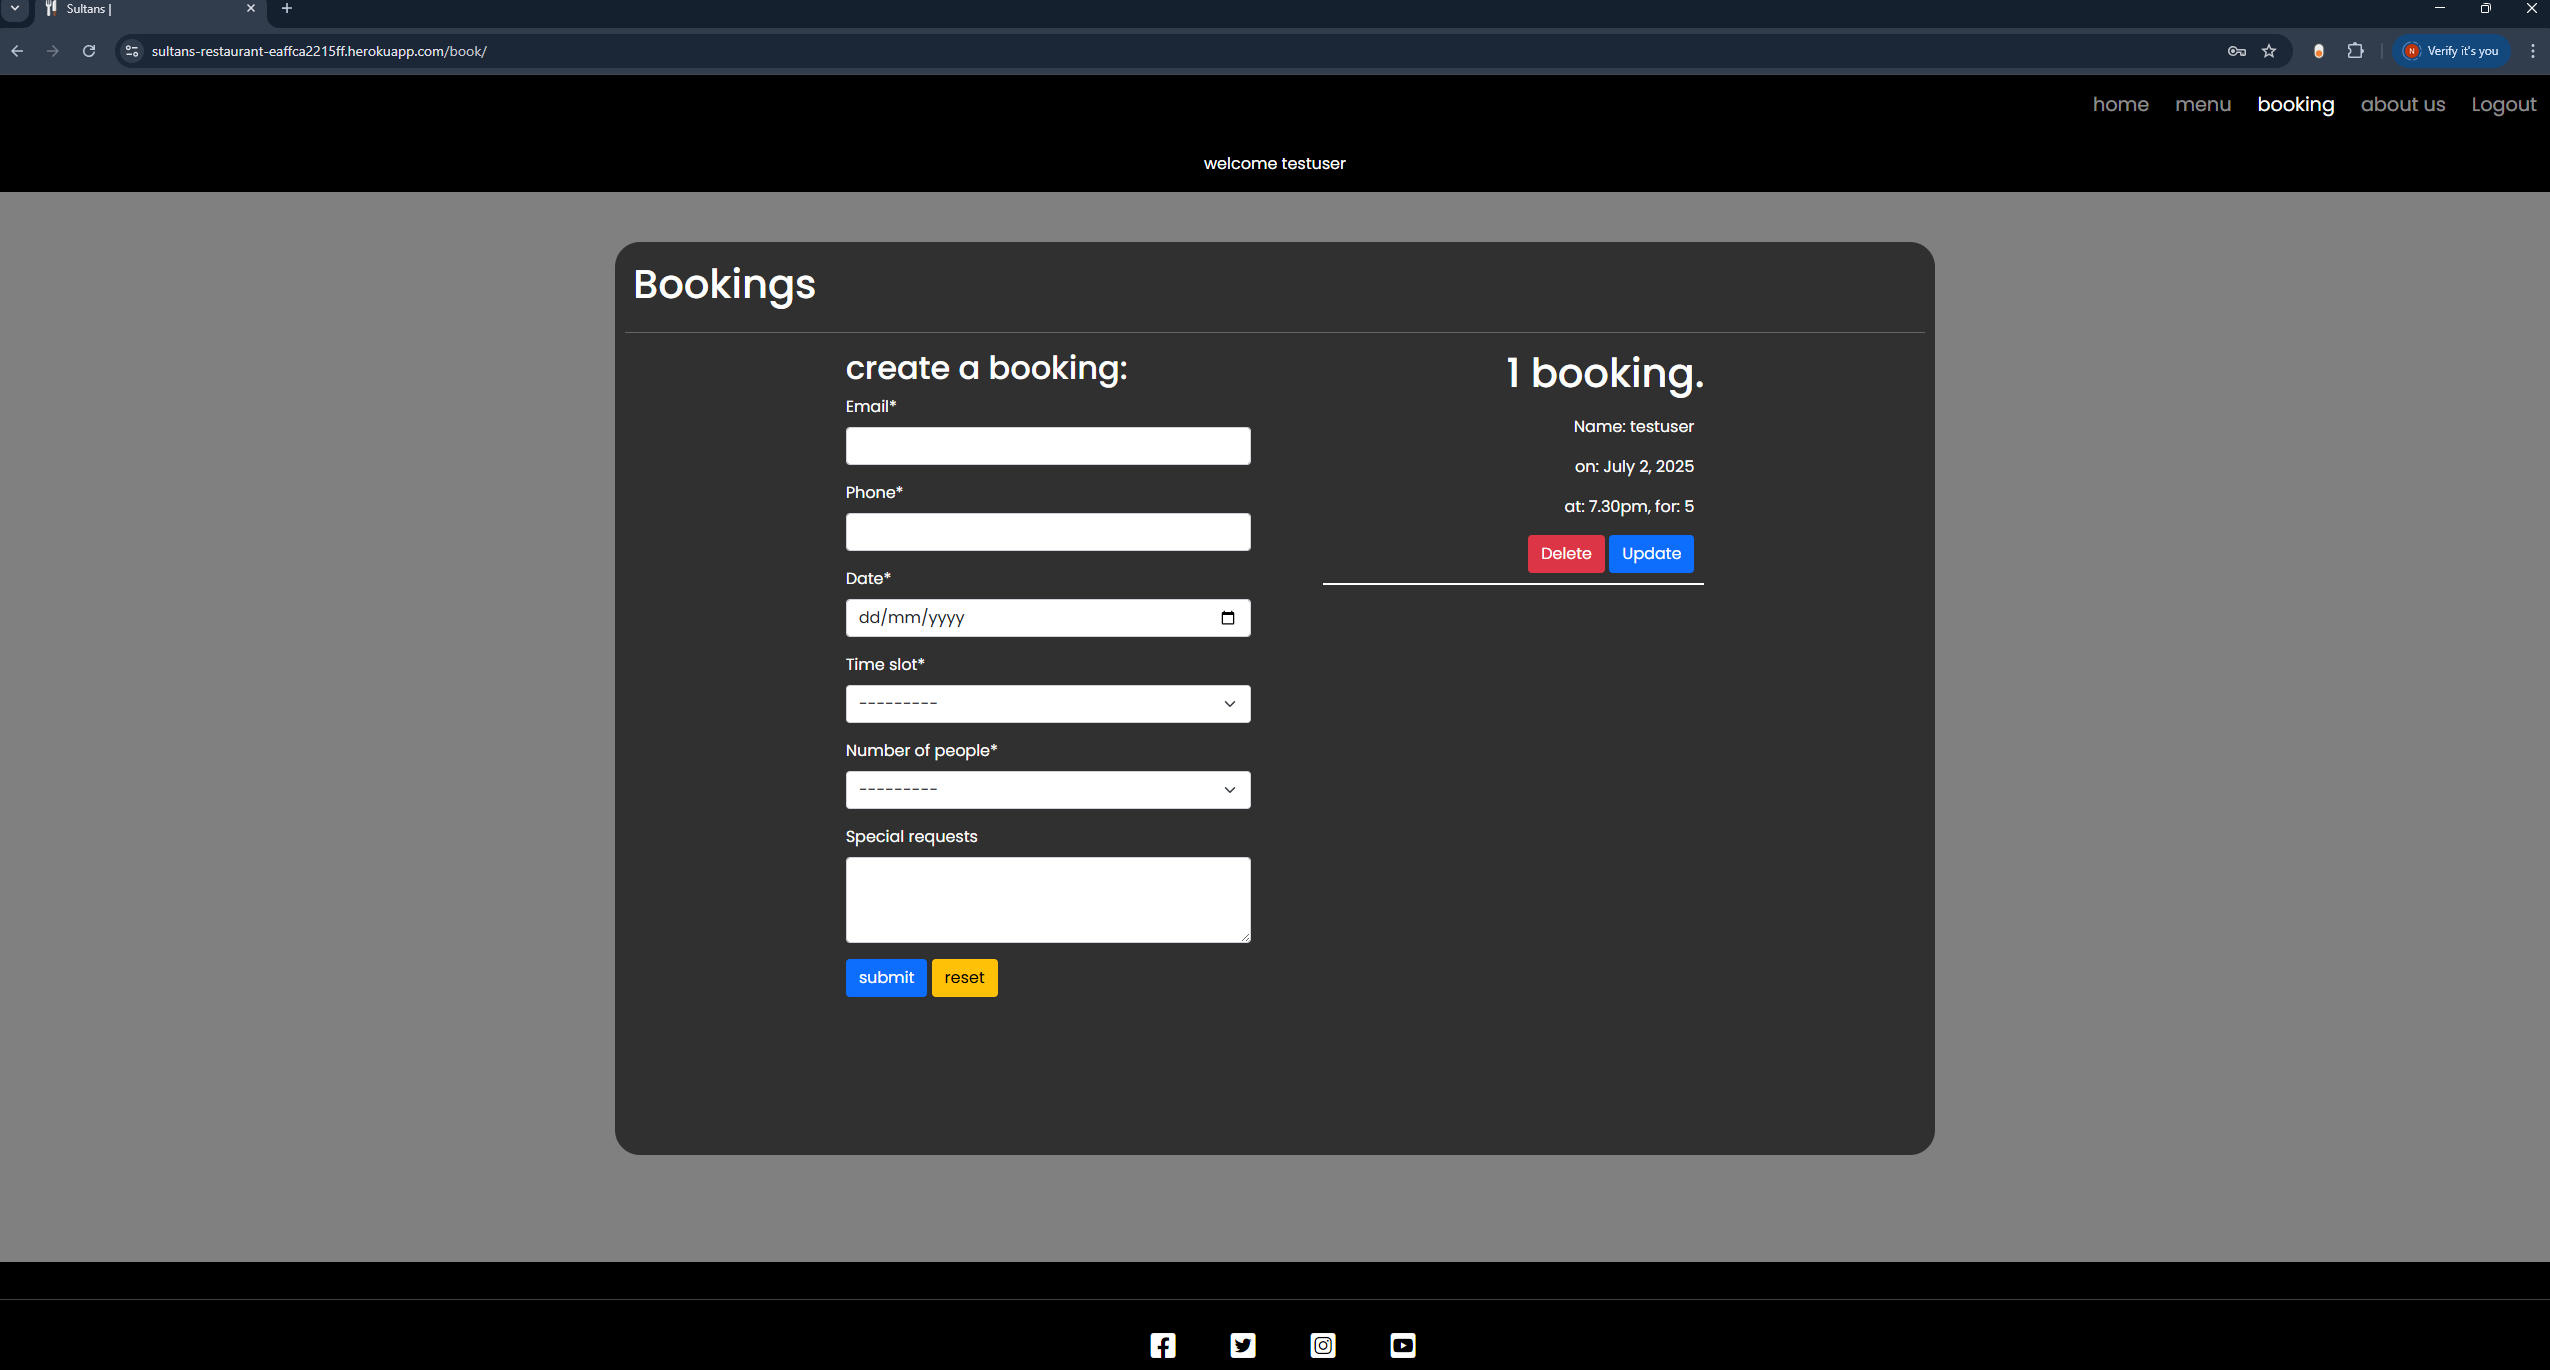 Sultans |
sultans-restaurant-eaffca2215ff.herokuapp.com/book/
N Verify it's you
home menu booking about us Logout
welcome testuser
Bookings
create a booking:
Email*
Phone*
Date*
dd/mm/yyyy
Time slot*
---------
Number of people*
---------
Special requests
submit reset
1 booking.
Name: testuser
on: July 2, 2025
at: 7.30pm, for: 5
Delete Update